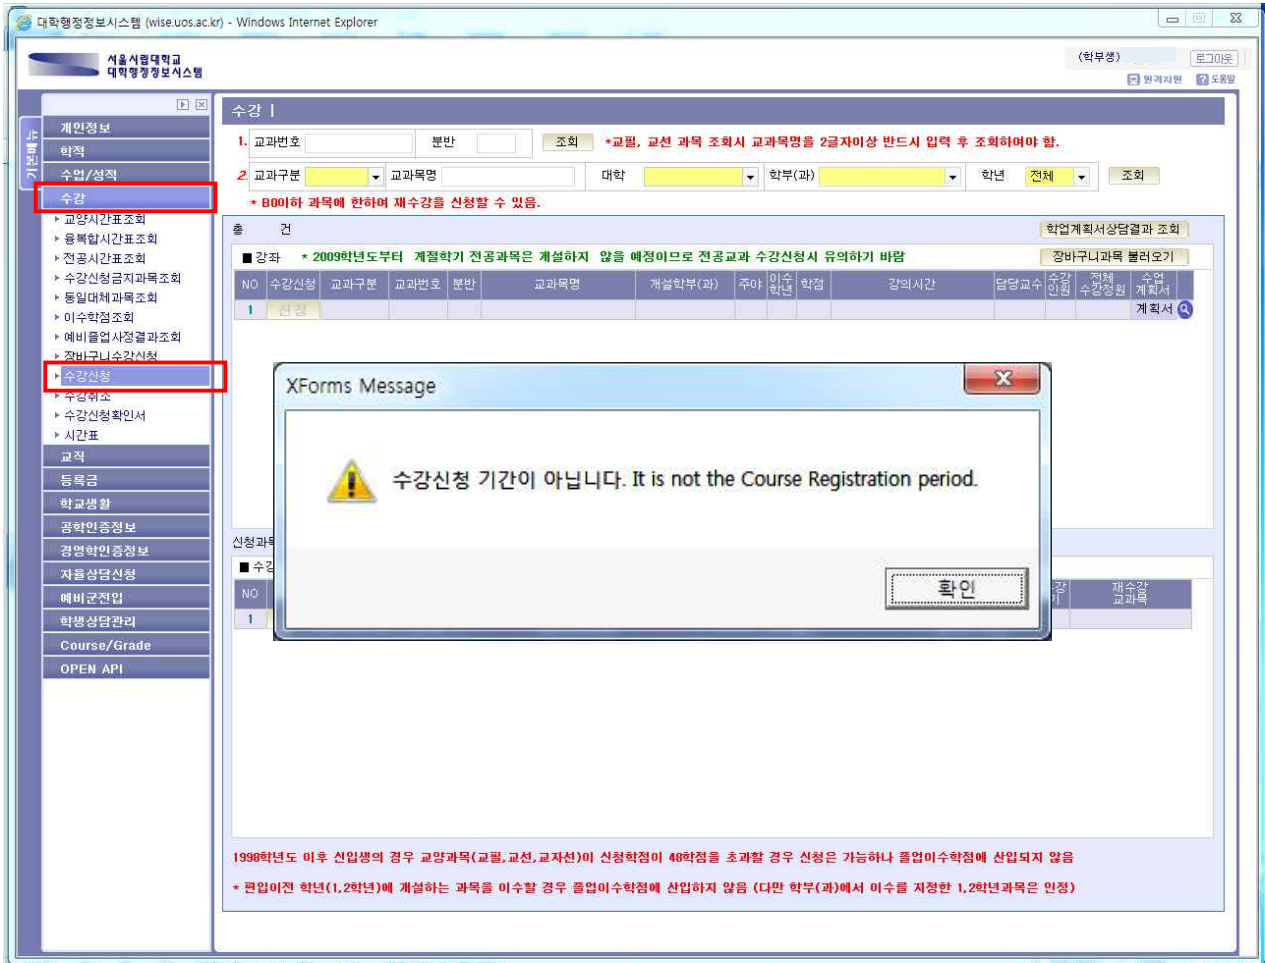 대학행정정보시스템 (wise.uos.ac.kr) - Windows Internet Explorer
서울시립대학교
대학행정정보시스템
(학부생) 로그아웃
원격지원 도움말
기본메뉴
개인정보
학적
수업/성적
수강
교양시간표조회
융복합시간표조회
전공시간표조회
수강신청금지과목조회
동일대체과목조회
이수학점조회
예비졸업사정결과조회
장바구니수강신청
수강신청
수강취소
수강신청확인서
시간표
교직
등록금
학교생활
공학인증정보
경영학인증정보
자율상담신청
예비군전입
학생상담관리
Course/Grade
OPEN API
수강 |
1. 교과번호 분반 조회 *교필, 교선 과목 조회시 교과목명을 2글자이상 반드시 입력 후 조회하여야 함.
2. 교과구분 교과목명 대학 학부(과) 학년 전체 조회
* B0이하 과목에 한하여 재수강을 신청할 수 있음.
총 건 학업계획서상담결과 조회
■강좌 * 2009학년도부터 계절학기 전공과목은 개설하지 않을 예정이므로 전공교과 수강신청시 유의하기 바람 장바구니과목 불러오기
NO 수강신청 교과구분 교과번호 분반 교과목명 개설학부(과) 주야 이수학년 학점 강의시간 담당교수 수강인원 전체수강정원 수업계획서
1 신청 계획서
XForms Message
수강신청 기간이 아닙니다. It is not the Course Registration period.
확인
신청과목
■ 수강
NO 재수강교과목
1
1998학년도 이후 신입생의 경우 교양과목(교필,교선,교자선)이 신청학점이 48학점을 초과할 경우 신청은 가능하나 졸업이수학점에 산입되지 않음
* 편입이전 학년(1,2학년)에 개설하는 과목을 이수할 경우 졸업이수학점에 산입하지 않음 (다만 학부(과)에서 이수를 지정한 1,2학년과목은 인정)